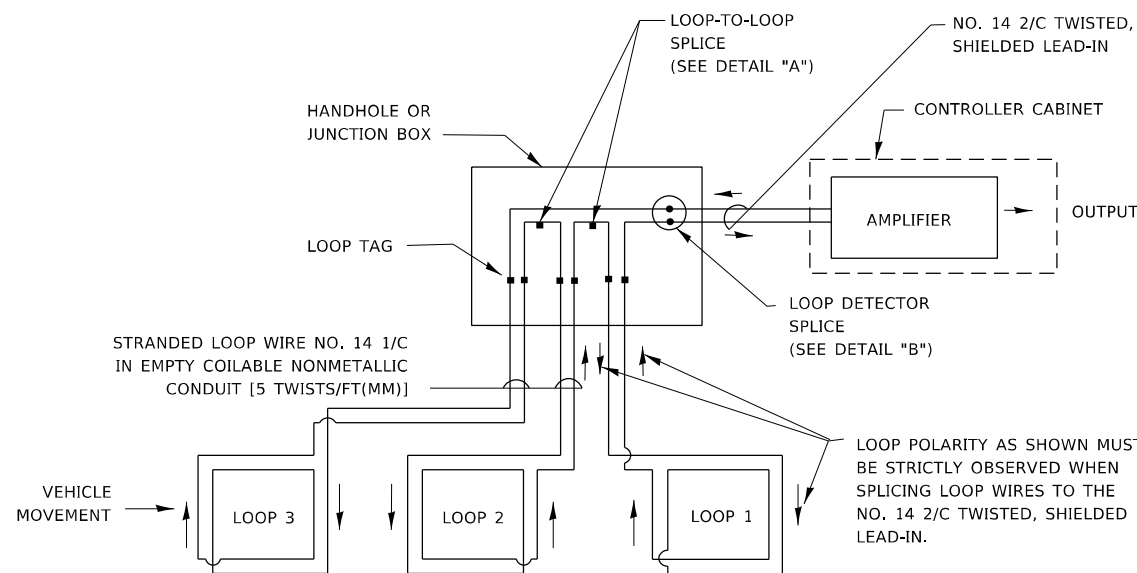 LOOP-TO-LOOP
SPLICE
(SEE DETAIL "A")
NO. 14 2/C TWISTED,
SHIELDED LEAD-IN
HANDHOLE OR
JUNCTION BOX
CONTROLLER CABINET
AMPLIFIER
OUTPUT
LOOP TAG
LOOP DETECTOR
SPLICE
(SEE DETAIL "B")
STRANDED LOOP WIRE NO. 14 1/C
IN EMPTY COILABLE NONMETALLIC
CONDUIT [5 TWISTS/FT(MM)]
LOOP POLARITY AS SHOWN MUST
BE STRICTLY OBSERVED WHEN
SPLICING LOOP WIRES TO THE
NO. 14 2/C TWISTED, SHIELDED
LEAD-IN.
VEHICLE
MOVEMENT
LOOP 3
LOOP 2
LOOP 1